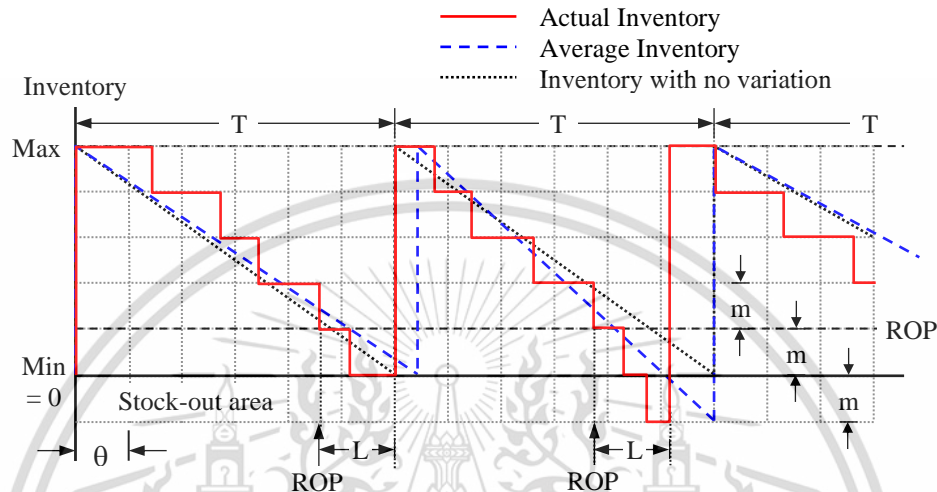 Actual Inventory
Average Inventory
Inventory with no variation
Inventory
T T T
Max
m
ROP
m
Min
= 0
Stock-out area
m
θ
L L
ROP ROP